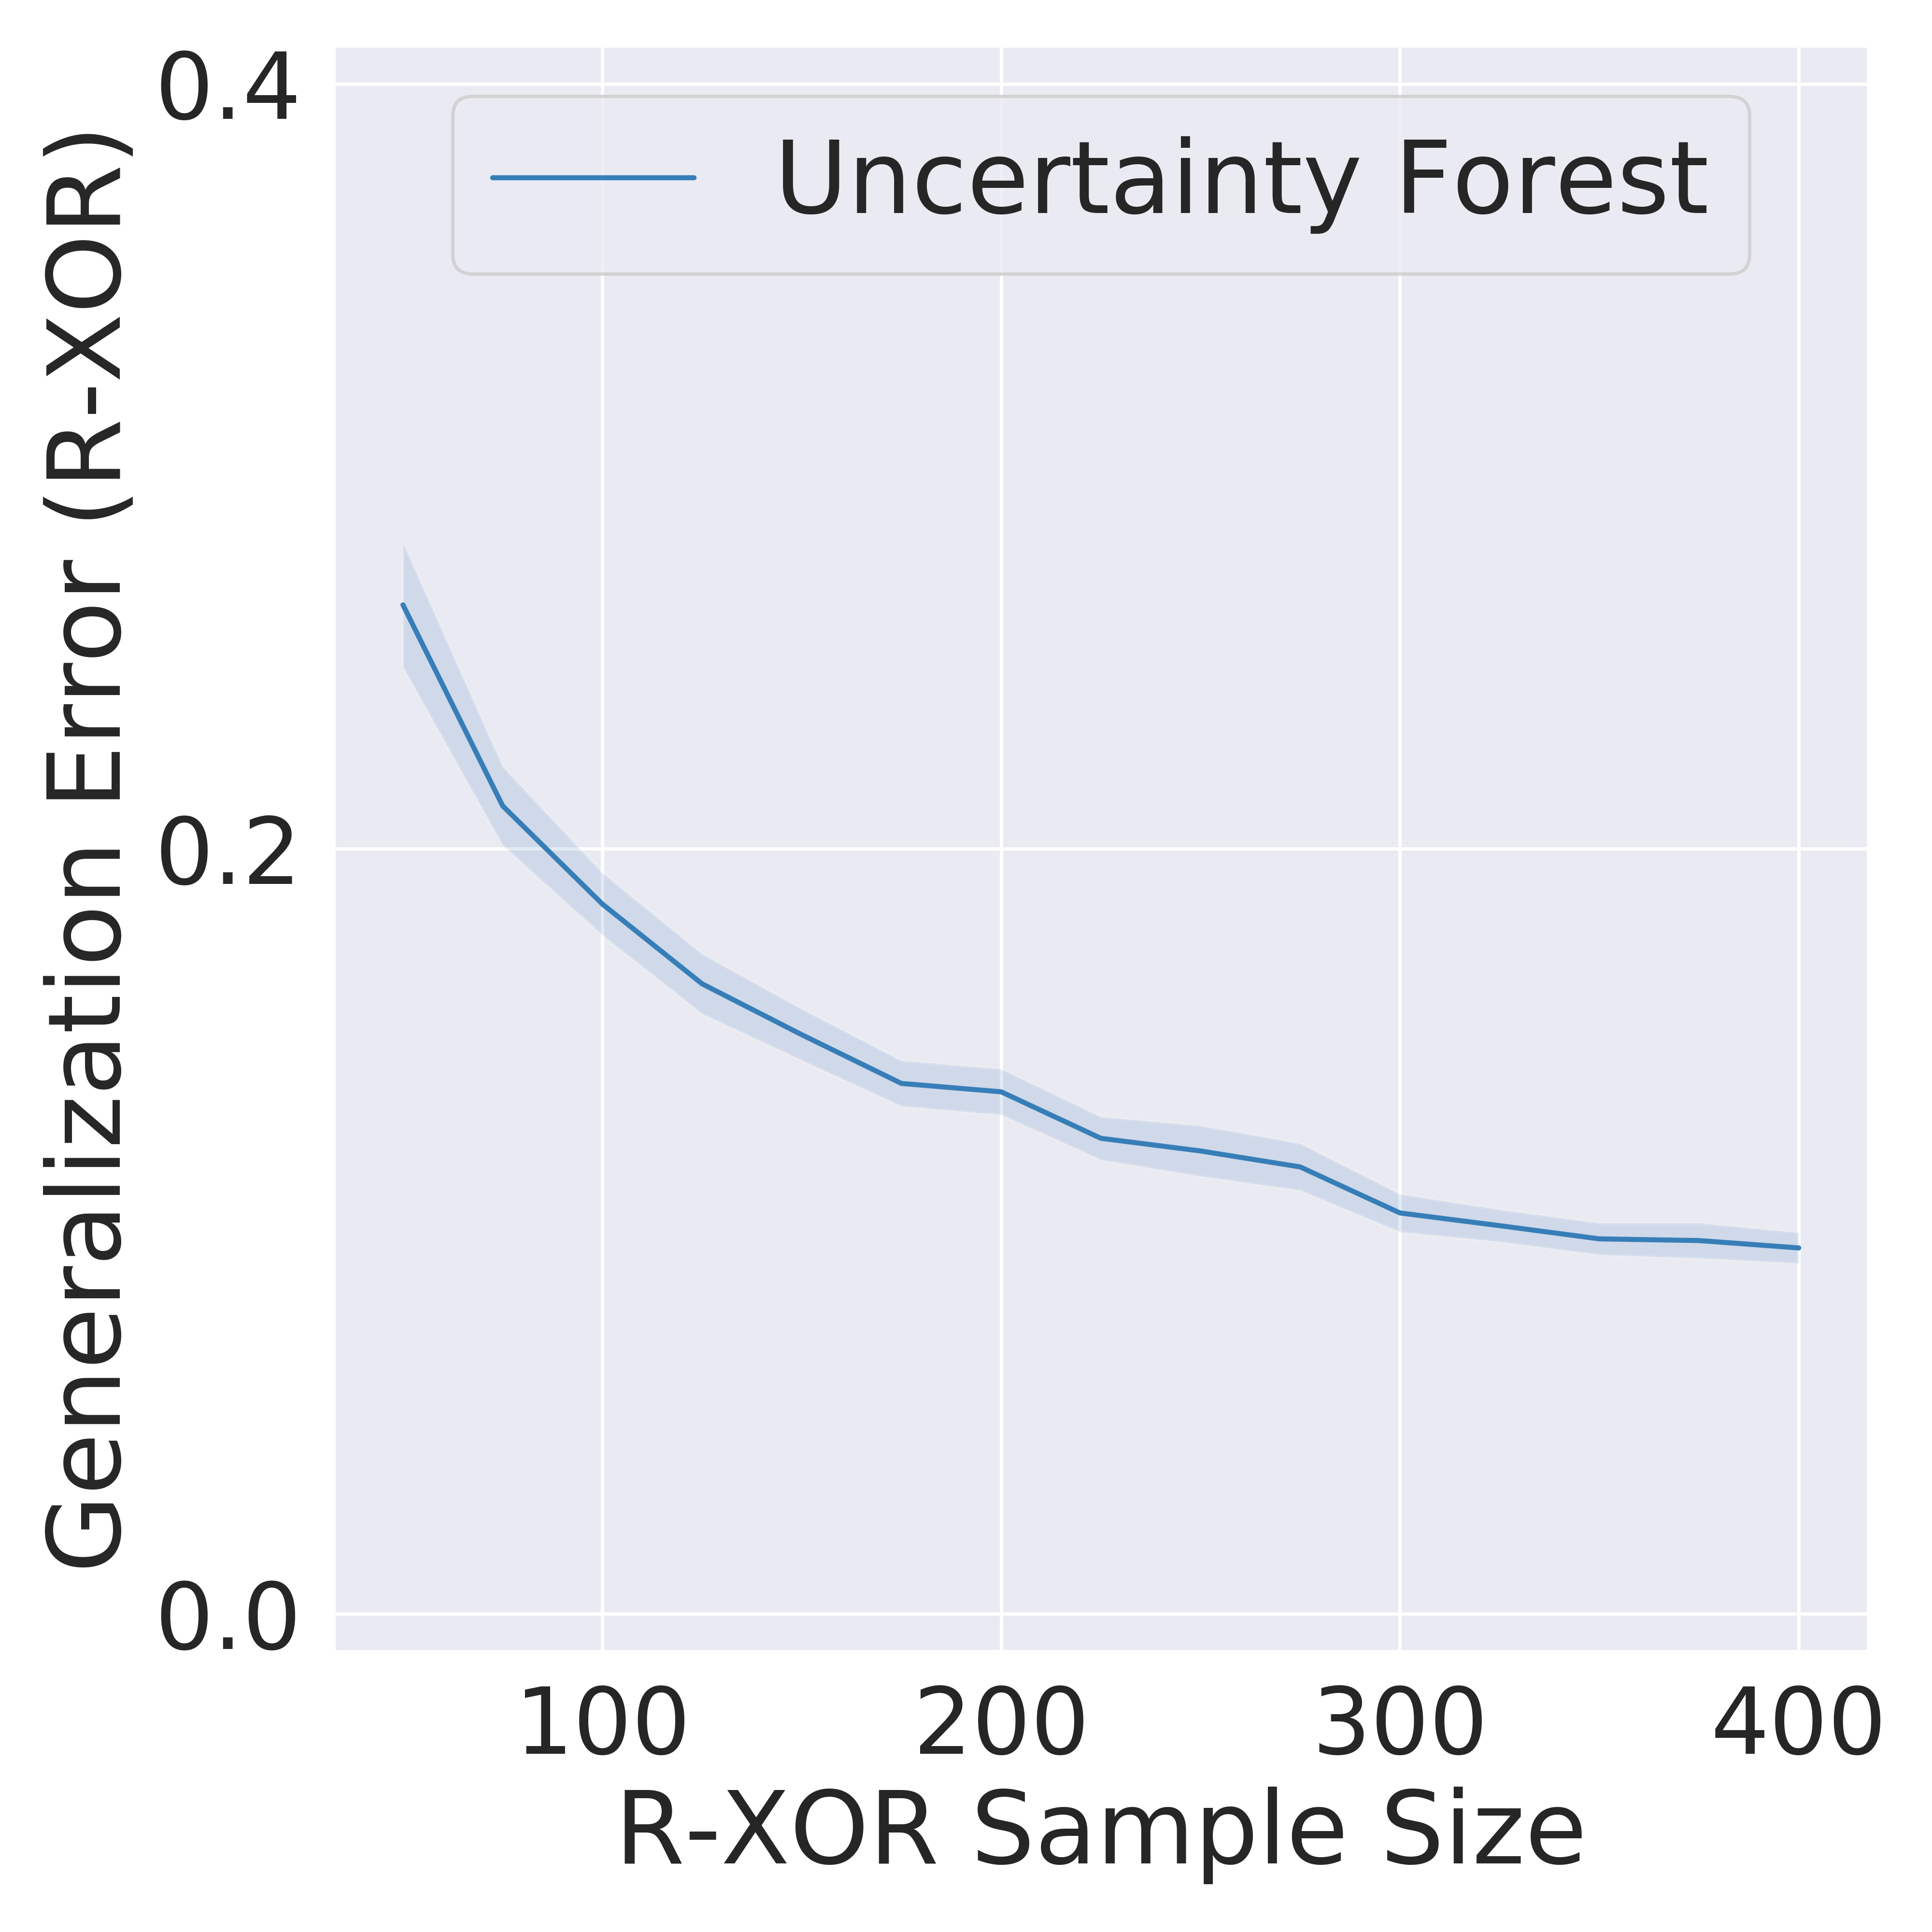 Generalization Error (R-XOR)
0.4
0.2
0.0
Uncertainty Forest
100 200 300 400
R-XOR Sample Size